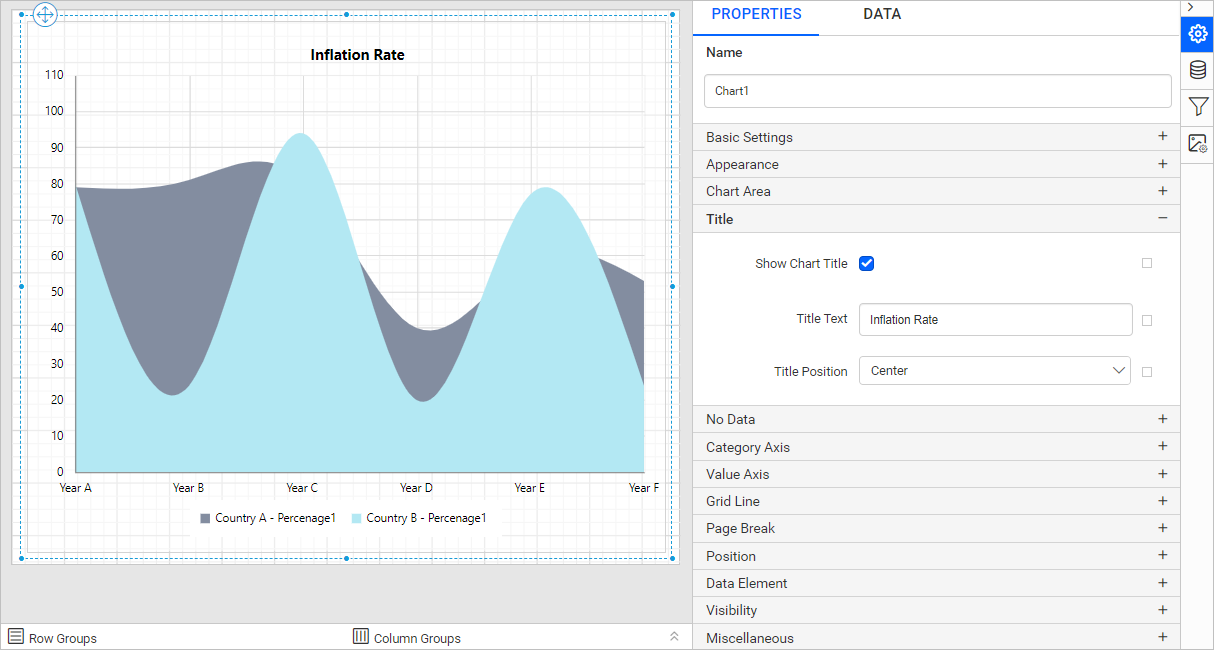 Inflation Rate
110
100
90
80
70
60
50
40
30
20
10
0
Year A Year B Year C Year D Year E Year F
Country A - Percenage1 Country B - Percenage1
Row Groups Column Groups
PROPERTIES DATA
Name
Chart1
Basic Settings
Appearance
Chart Area
Title
Show Chart Title
Title Text Inflation Rate
Title Position Center
No Data
Category Axis
Value Axis
Grid Line
Page Break
Position
Data Element
Visibility
Miscellaneous